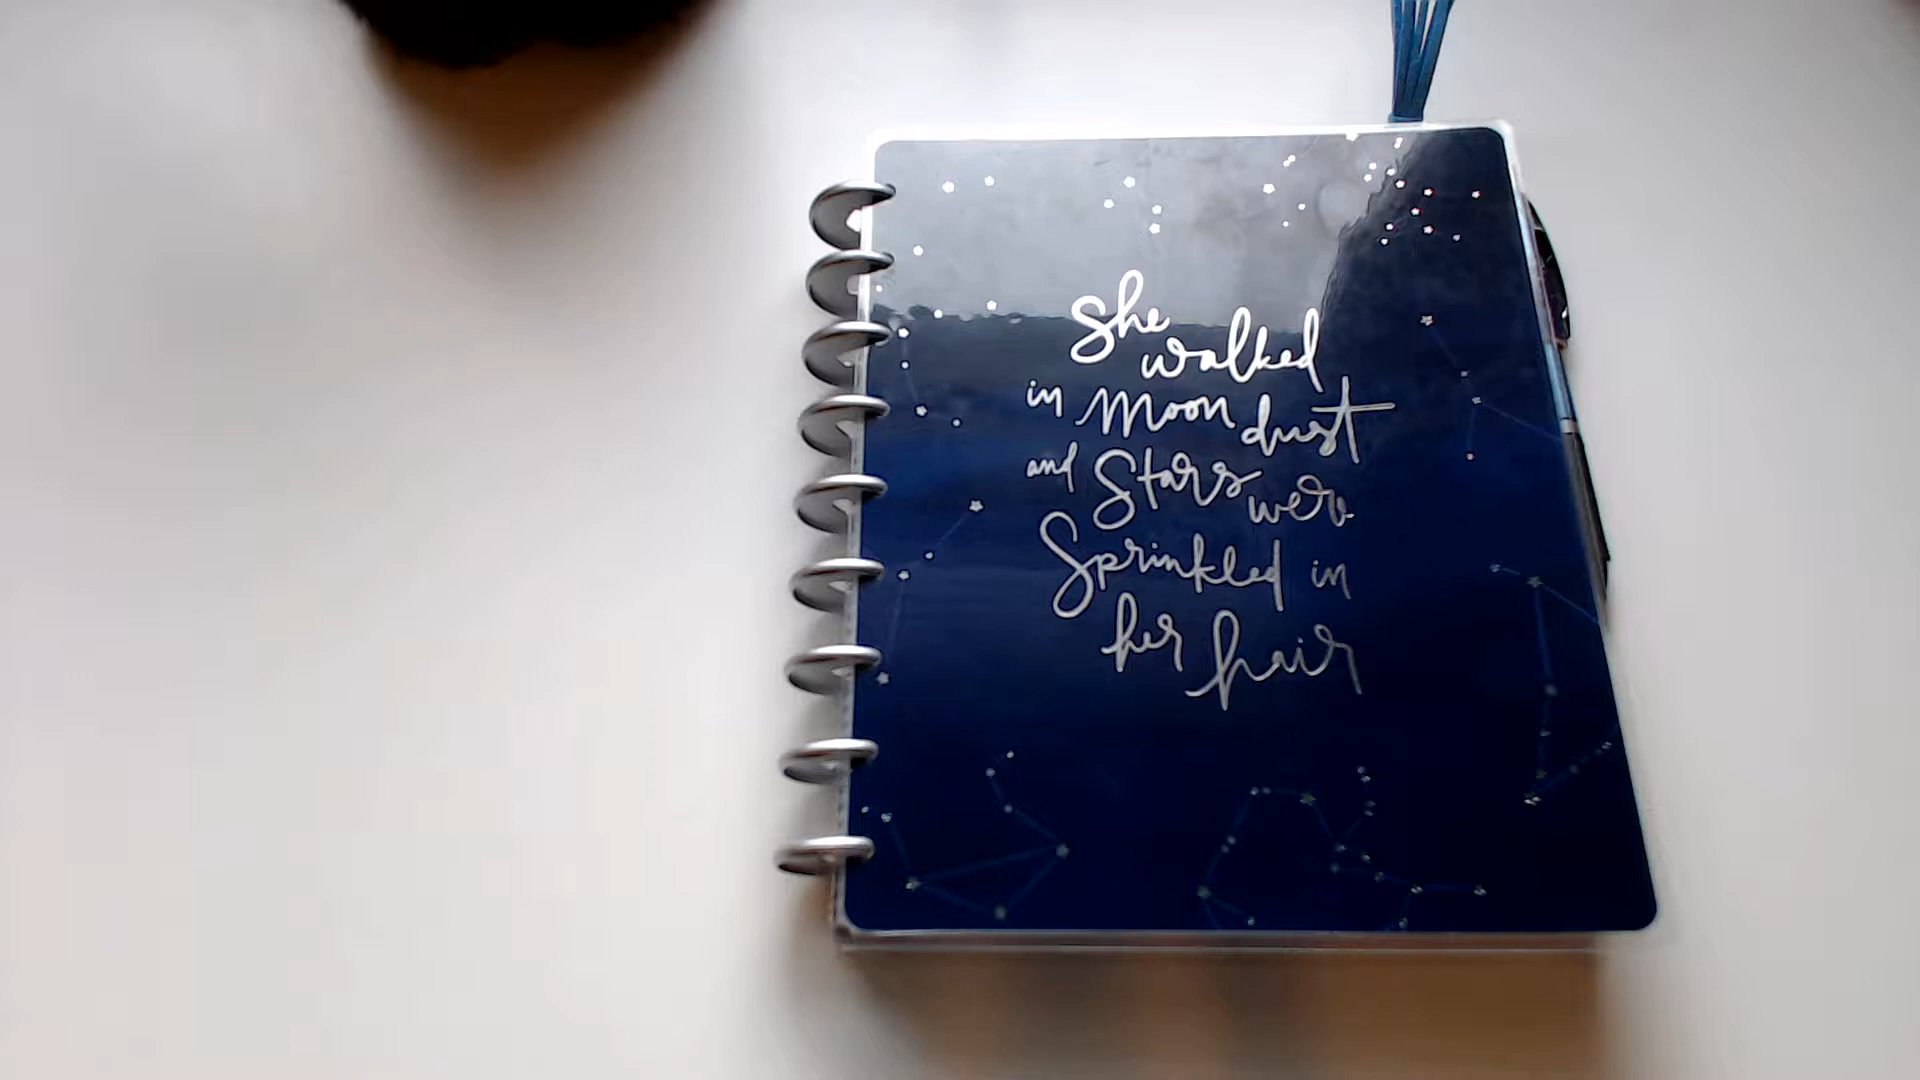 She
walked
in Moon dust
and Stars were
Sprinkled in
her hair